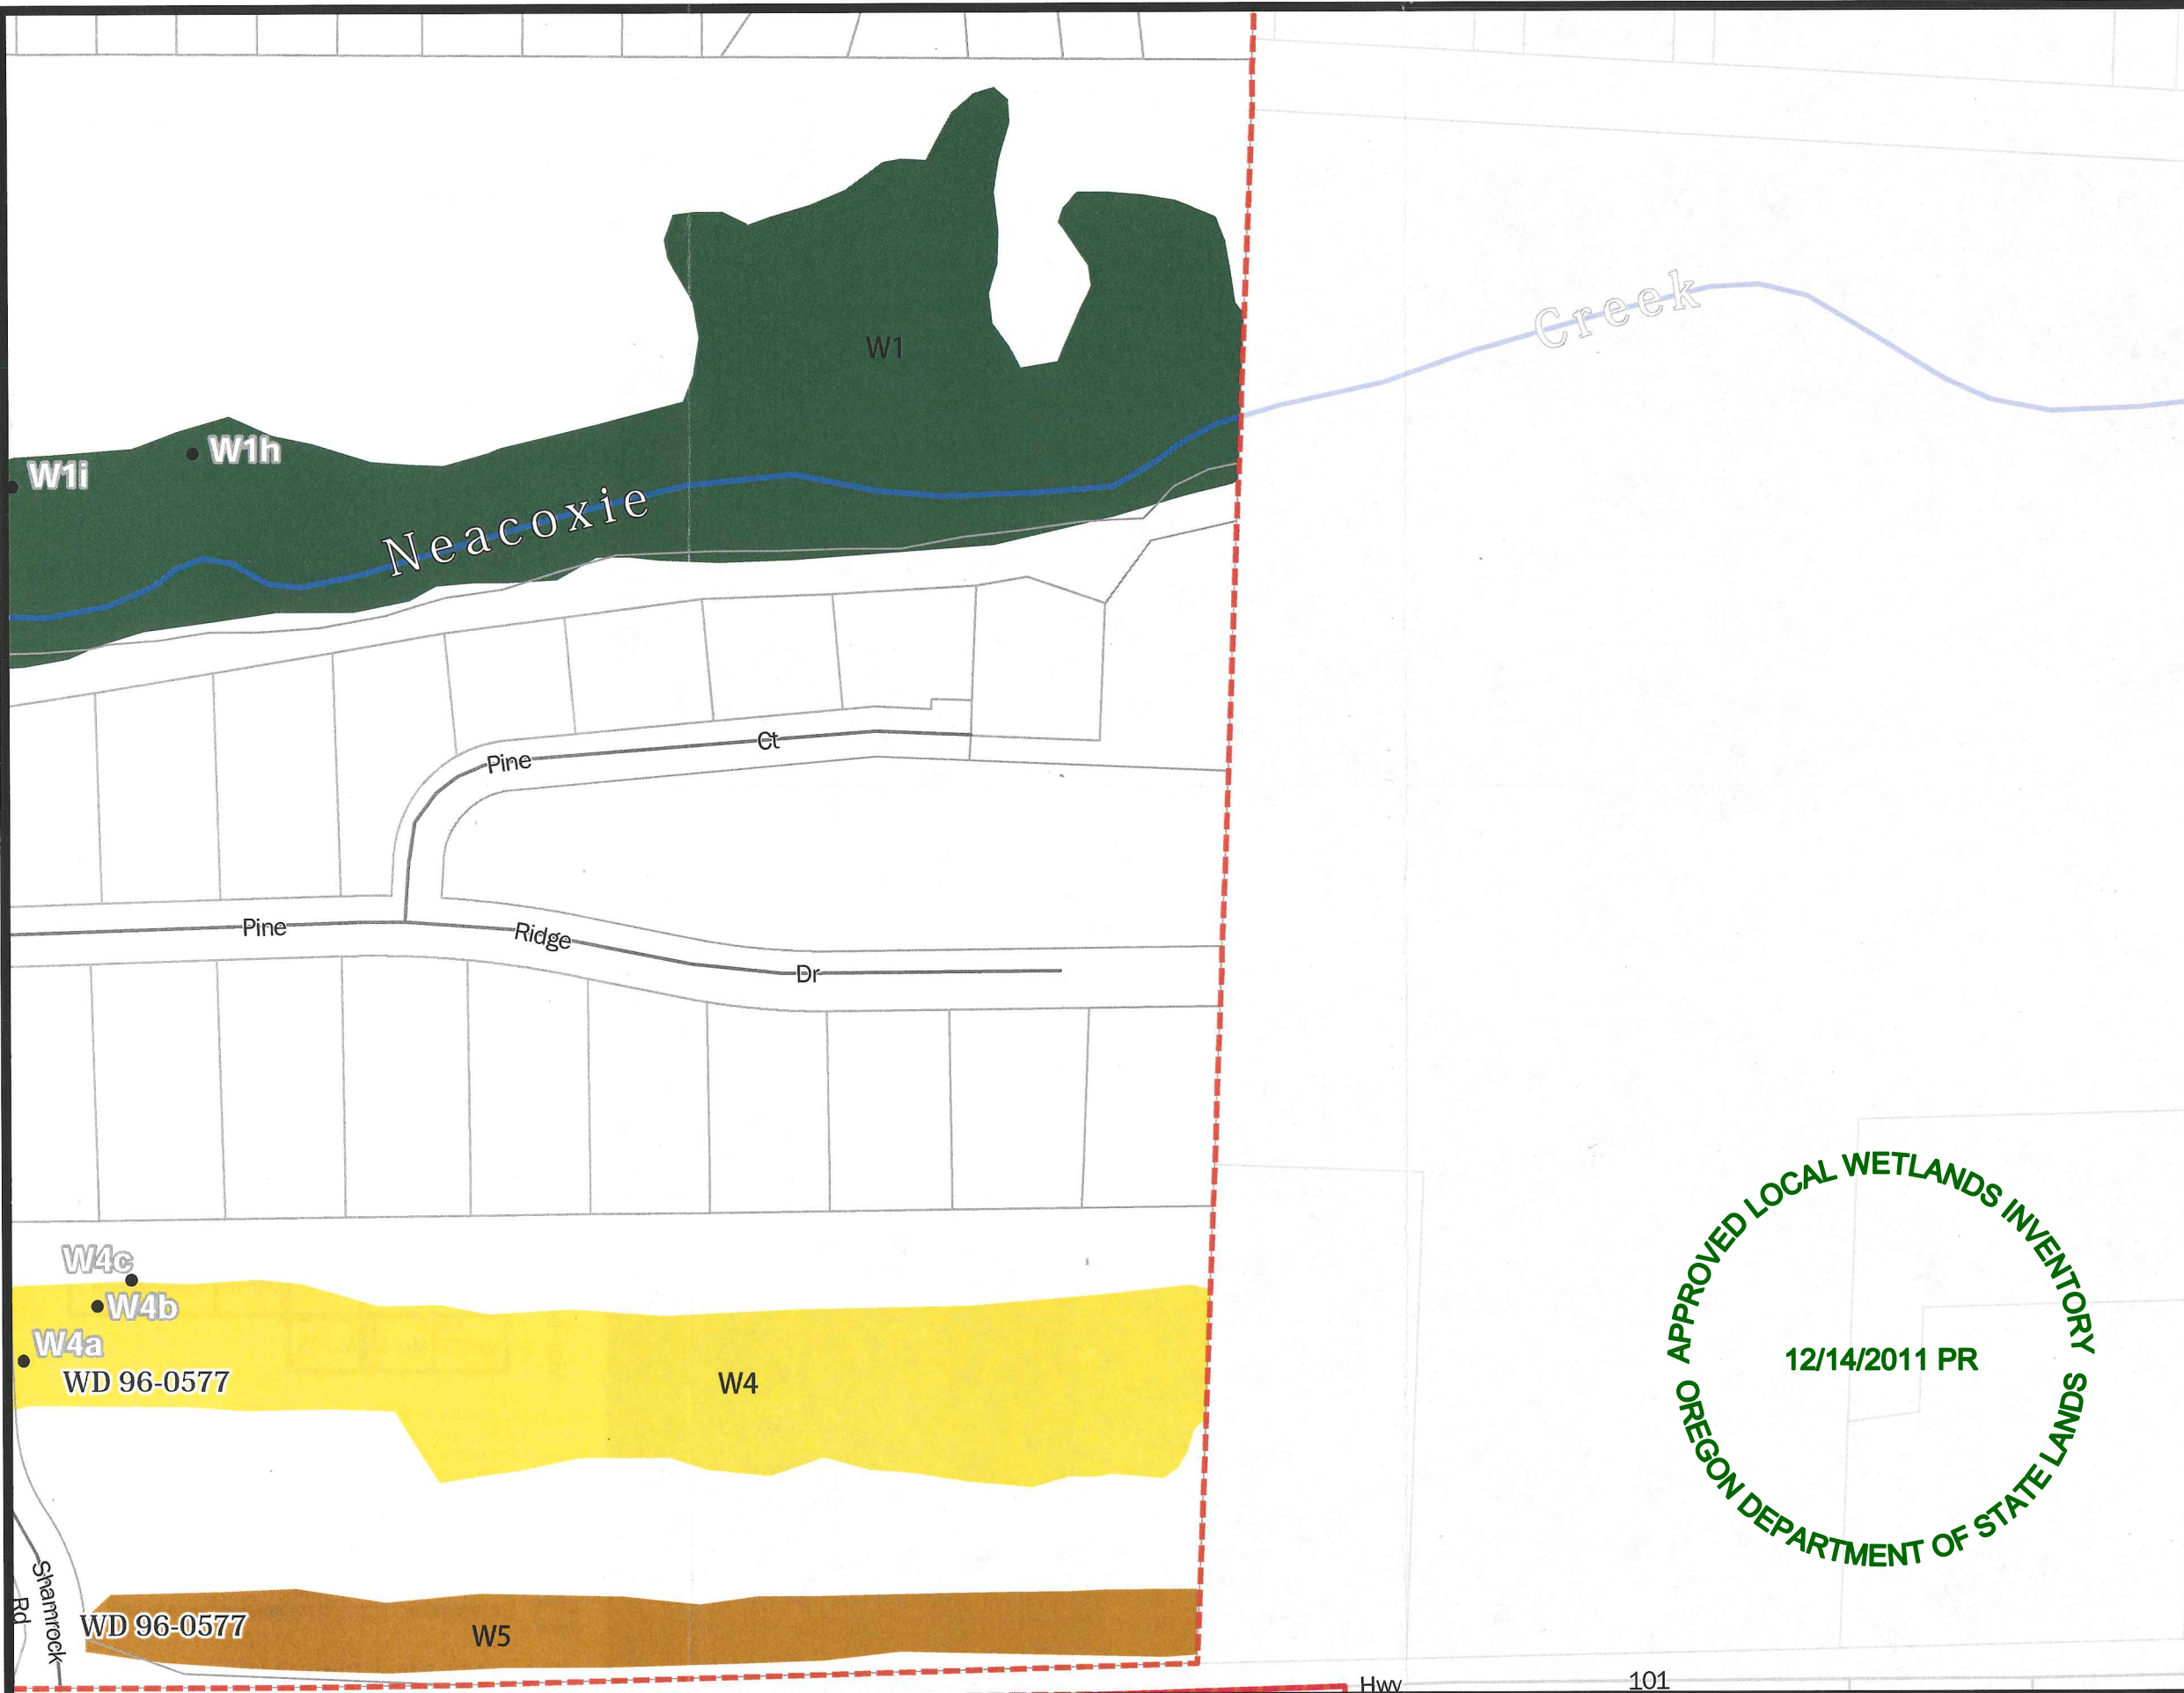 Creek
W1
W1h
W1i
Neacoxie
Pine Ct
Pine Ridge Dr
APPROVED LOCAL WETLANDS INVENTORY
12/14/2011 PR
OREGON DEPARTMENT OF STATE LANDS
W4c
W4b
W4a
WD 96-0577
W4
Shamrock
Rd
WD 96-0577
W5
Hwy 101